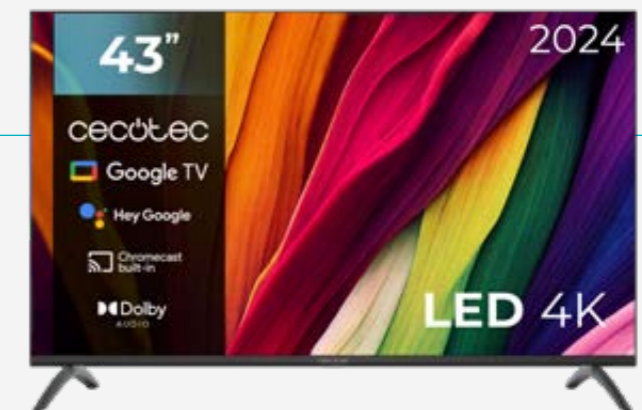 43”
2024
cecotec
Google TV
Hey Google
Chromecast
built-in
Dolby
AUDIO
LED 4K